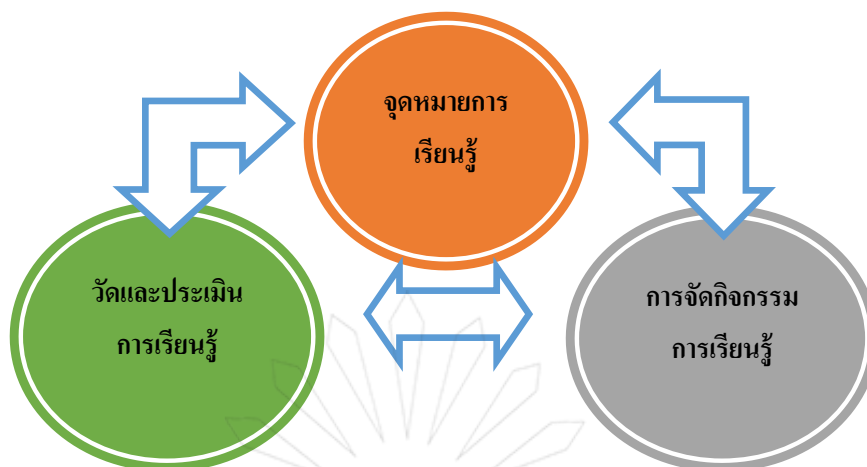 จุดหมายการ
เรียนรู้
วัดและประเมิน
การเรียนรู้
การจัดกิจกรรม
การเรียนรู้